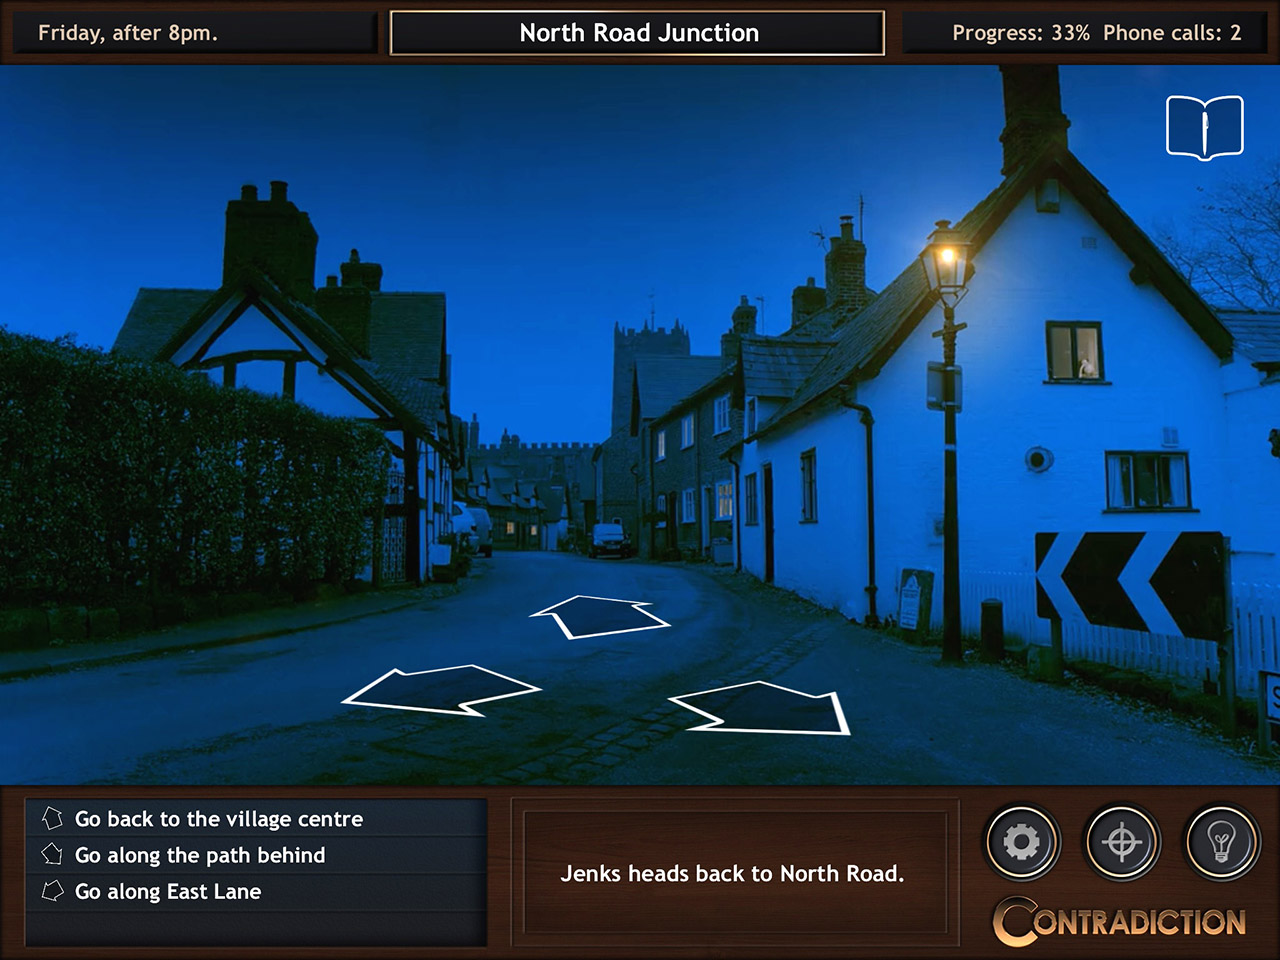 Friday, after 8pm.
North Road Junction
Progress: 33% Phone calls: 2
Go back to the village centre
Go along the path behind
Go along East Lane
Jenks heads back to North Road.
CONTRADICTION